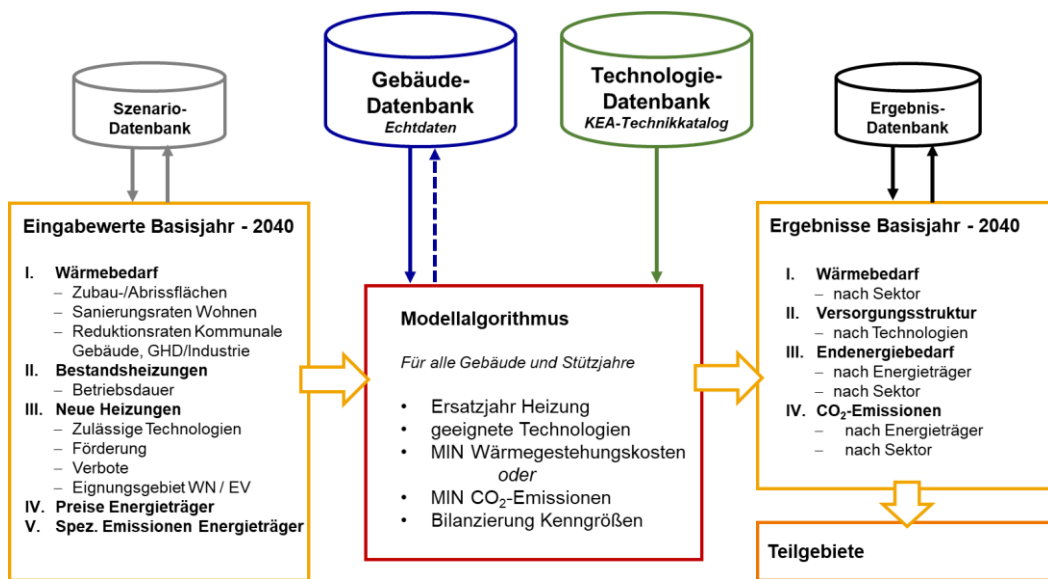 Szenario-
Datenbank
Gebäude-
Datenbank
Echtdaten
Technologie-
Datenbank
KEA-Technikkatalog
Ergebnis-
Datenbank
Eingabewerte Basisjahr - 2040
I. Wärmebedarf
– Zubau-/Abrissflächen
– Sanierungsraten Wohnen
– Reduktionsraten Kommunale
Gebäude, GHD/Industrie
II. Bestandsheizungen
– Betriebsdauer
III. Neue Heizungen
– Zulässige Technologien
– Förderung
– Verbote
– Eignungsgebiet WN / EV
IV. Preise Energieträger
V. Spez. Emissionen Energieträger
Modellalgorithmus
Für alle Gebäude und Stützjahre
• Ersatzjahr Heizung
• geeignete Technologien
• MIN Wärmegestehungskosten
oder
• MIN CO₂-Emissionen
• Bilanzierung Kenngrößen
Ergebnisse Basisjahr - 2040
I. Wärmebedarf
– nach Sektor
II. Versorgungsstruktur
– nach Technologien
III. Endenergiebedarf
– nach Energieträger
– nach Sektor
IV. CO₂-Emissionen
– nach Energieträger
– nach Sektor
Teilgebiete